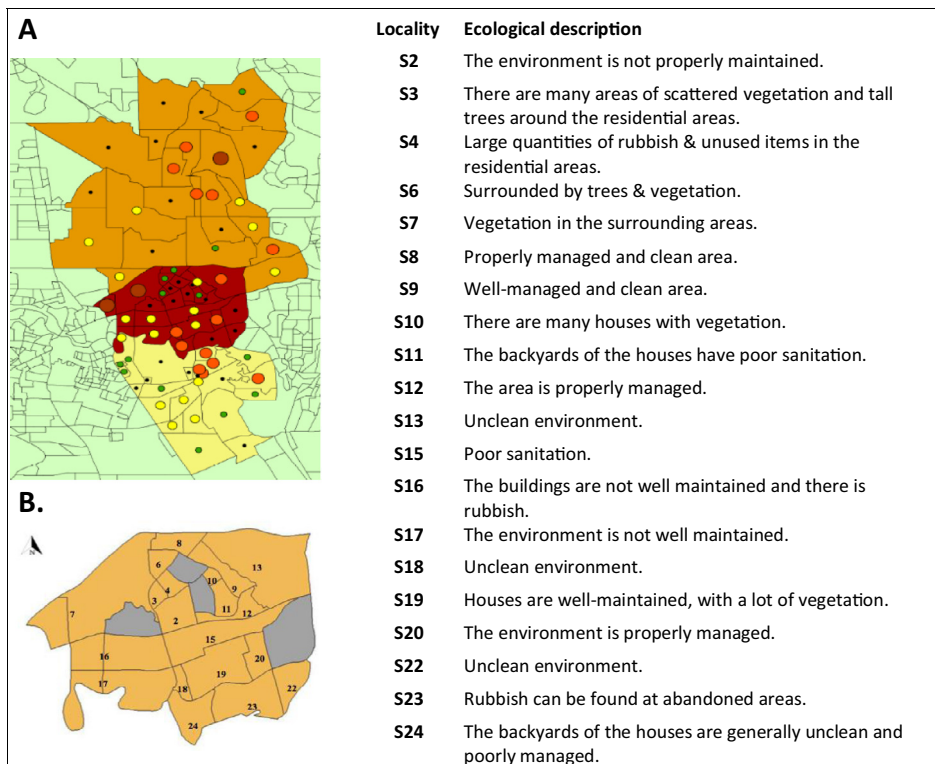 A
Locality Ecological description
S2 The environment is not properly maintained.
S3 There are many areas of scattered vegetation and tall
trees around the residential areas.
S4 Large quantities of rubbish & unused items in the
residential areas.
S6 Surrounded by trees & vegetation.
S7 Vegetation in the surrounding areas.
S8 Properly managed and clean area.
S9 Well-managed and clean area.
S10 There are many houses with vegetation.
S11 The backyards of the houses have poor sanitation.
S12 The area is properly managed.
S13 Unclean environment.
S15 Poor sanitation.
S16 The buildings are not well maintained and there is
rubbish.
S17 The environment is not well maintained.
S18 Unclean environment.
S19 Houses are well-maintained, with a lot of vegetation.
S20 The environment is properly managed.
S22 Unclean environment.
S23 Rubbish can be found at abandoned areas.
S24 The backyards of the houses are generally unclean and
poorly managed.
B.
N
8
6
13
10
9
4
3
7
11
12
2
15
16
20
19
17
18
22
23
24